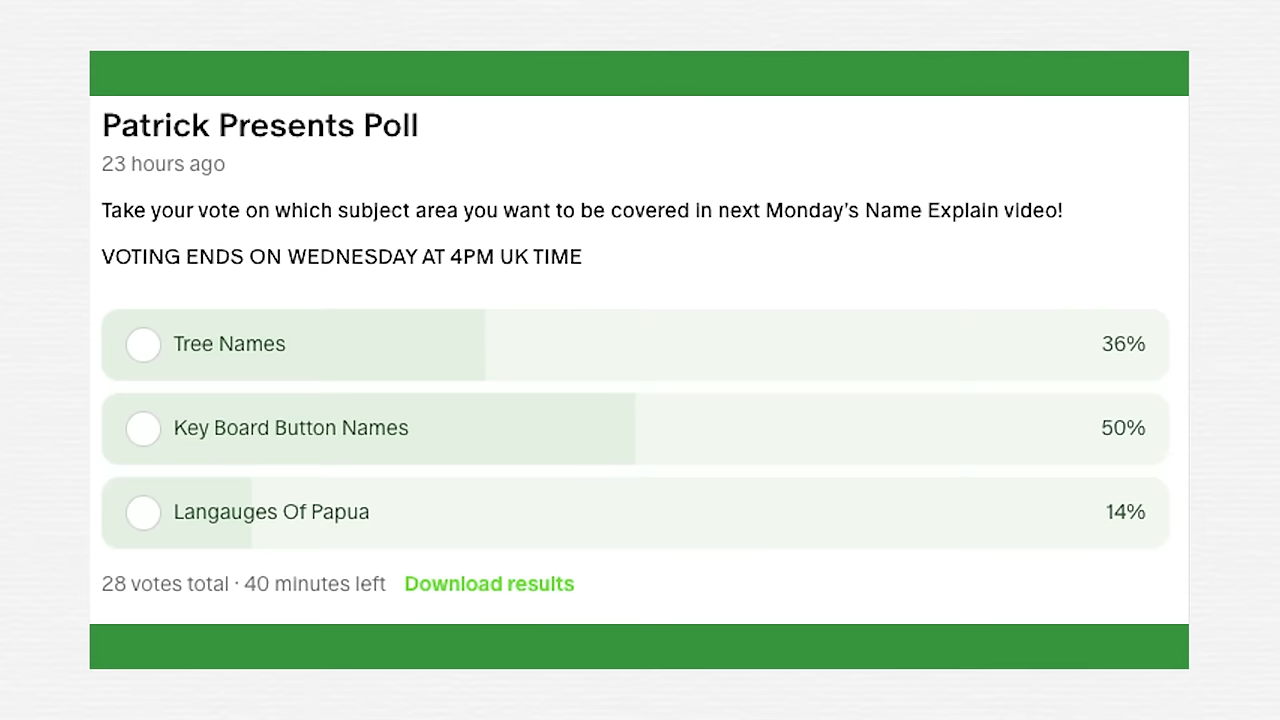 Patrick Presents Poll
23 hours ago
Take your vote on which subject area you want to be covered in next Monday's Name Explain video!
VOTING ENDS ON WEDNESDAY AT 4PM UK TIME
Tree Names 36%
Key Board Button Names 50%
Langauges Of Papua 14%
28 votes total · 40 minutes left Download results